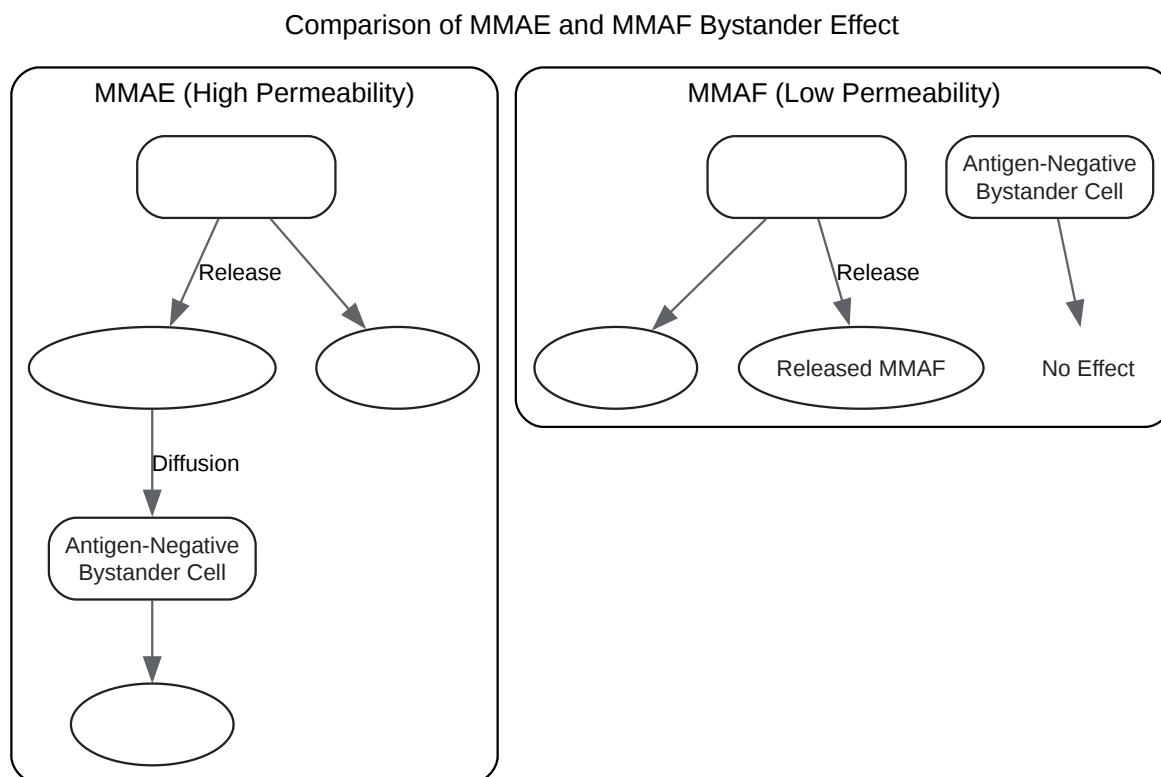 Comparison of MMAE and MMAF Bystander Effect
MMAE (High Permeability)
Release
Diffusion
Antigen-Negative
Bystander Cell
MMAF (Low Permeability)
Antigen-Negative
Bystander Cell
Release
Released MMAF
No Effect